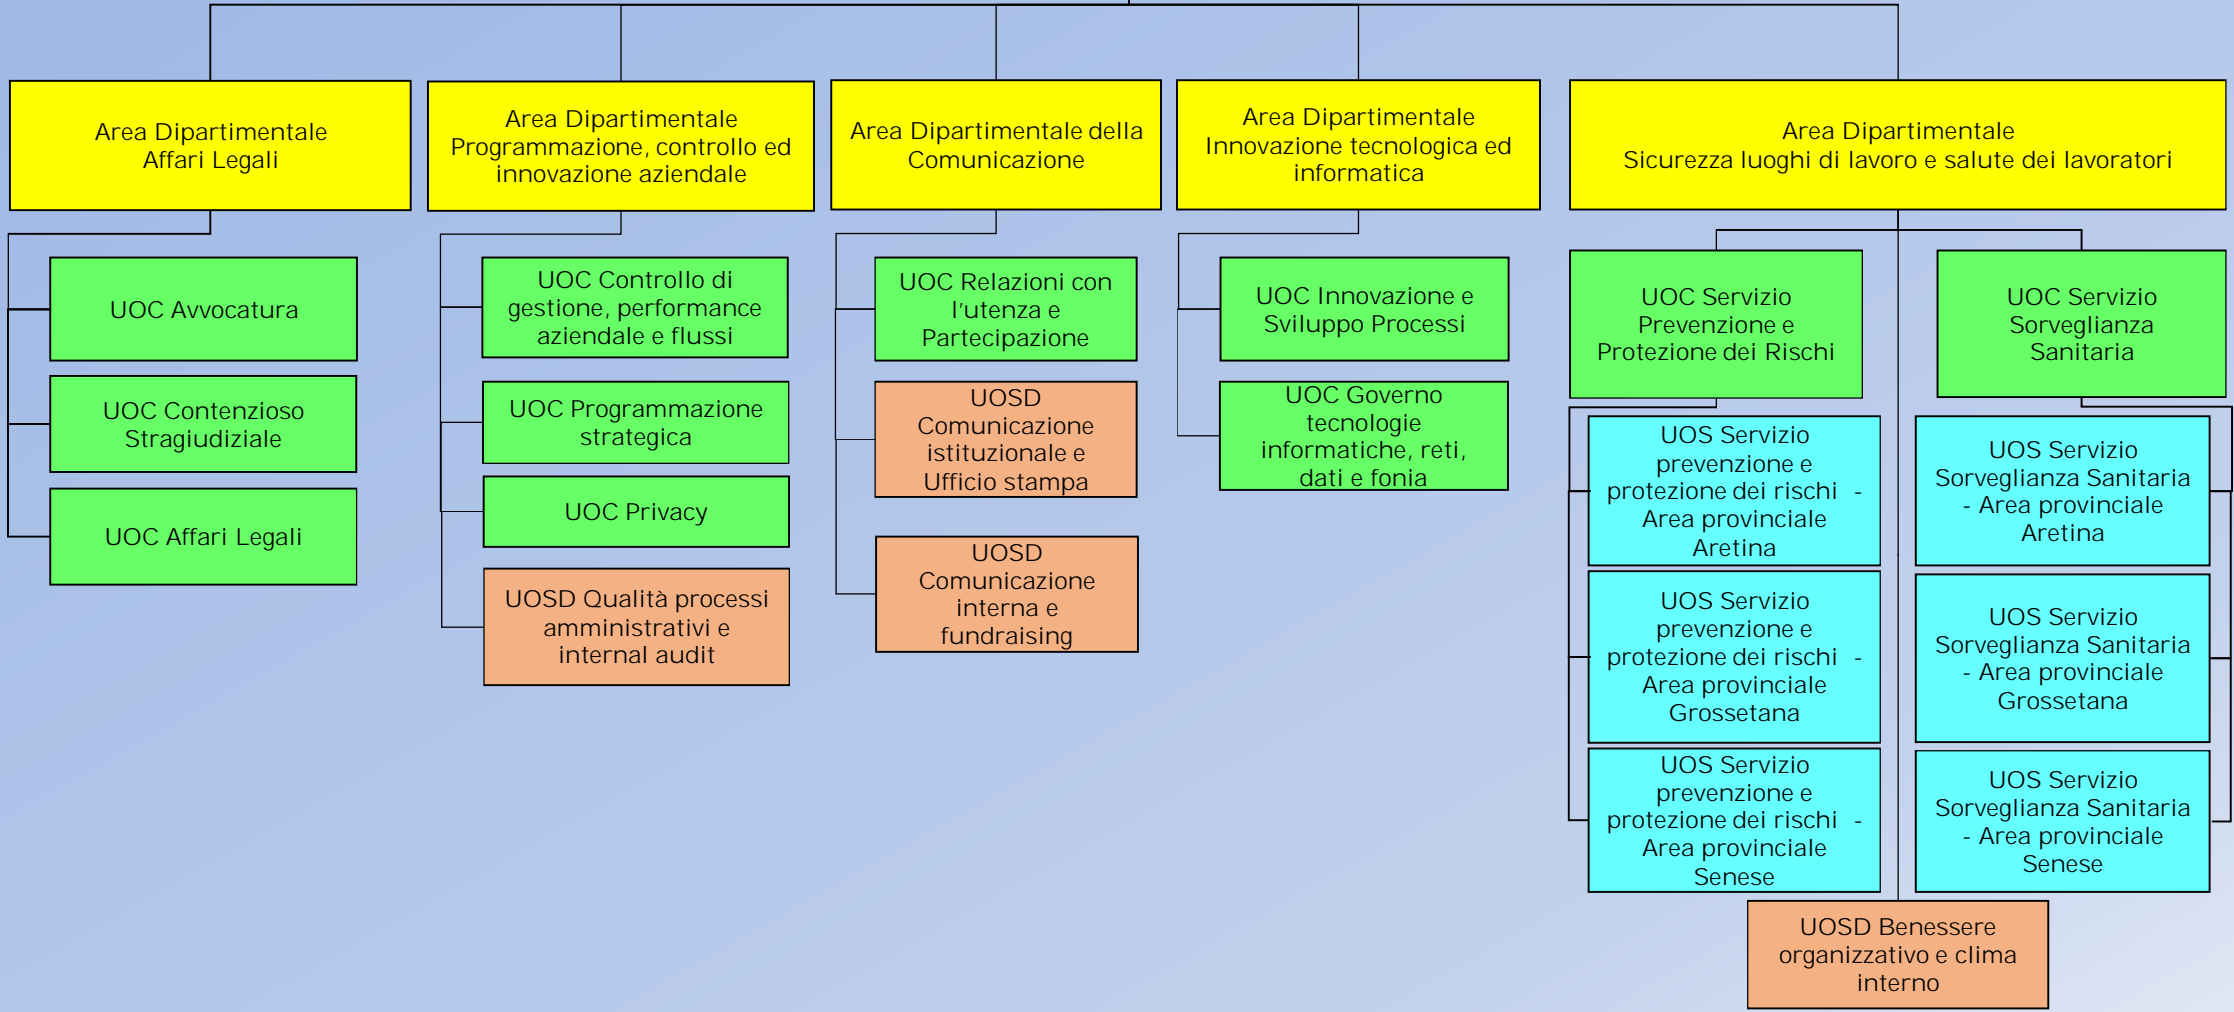 Area Dipartimentale
Affari Legali
Area Dipartimentale
Programmazione, controllo ed
innovazione aziendale
Area Dipartimentale della
Comunicazione
Area Dipartimentale
Innovazione tecnologica ed
informatica
Area Dipartimentale
Sicurezza luoghi di lavoro e salute dei lavoratori
UOC Avvocatura
UOC Contenzioso
Stragiudiziale
UOC Affari Legali
UOC Controllo di
gestione, performance
aziendale e flussi
UOC Programmazione
strategica
UOC Privacy
UOSD Qualità processi
amministrativi e
internal audit
UOC Relazioni con
l'utenza e
Partecipazione
UOSD
Comunicazione
istituzionale e
Ufficio stampa
UOSD
Comunicazione
interna e
fundraising
UOC Innovazione e
Sviluppo Processi
UOC Governo
tecnologie
informatiche, reti,
dati e fonia
UOC Servizio
Prevenzione e
Protezione dei Rischi
UOS Servizio
prevenzione e
protezione dei rischi -
Area provinciale
Aretina
UOS Servizio
prevenzione e
protezione dei rischi -
Area provinciale
Grossetana
UOS Servizio
prevenzione e
protezione dei rischi -
Area provinciale
Senese
UOC Servizio
Sorveglianza
Sanitaria
UOS Servizio
Sorveglianza Sanitaria
- Area provinciale
Aretina
UOS Servizio
Sorveglianza Sanitaria
- Area provinciale
Grossetana
UOS Servizio
Sorveglianza Sanitaria
- Area provinciale
Senese
UOSD Benessere
organizzativo e clima
interno